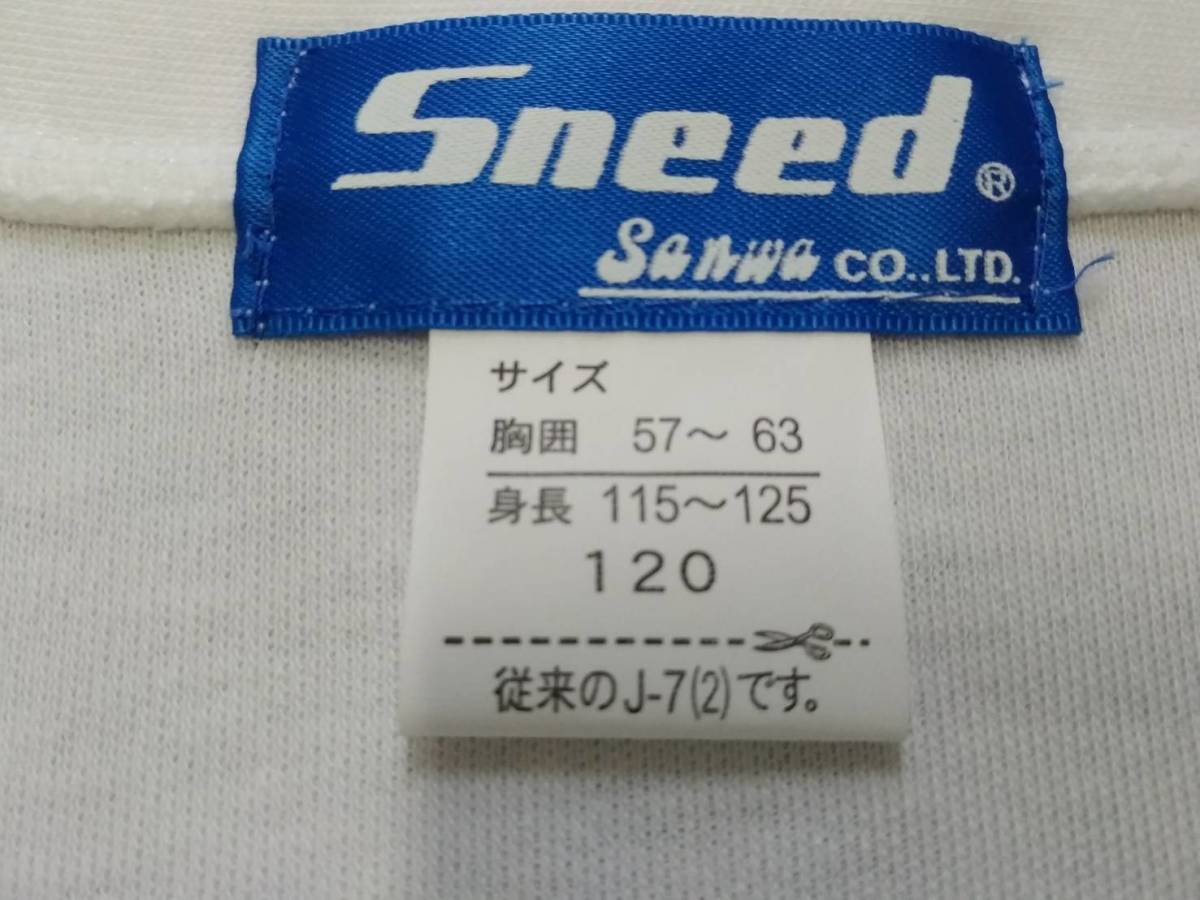 Sneed®
Sanwa CO.,LTD.
サイズ
胸囲 57～63
身長 115～125
120
従来のJ-7(2)です。